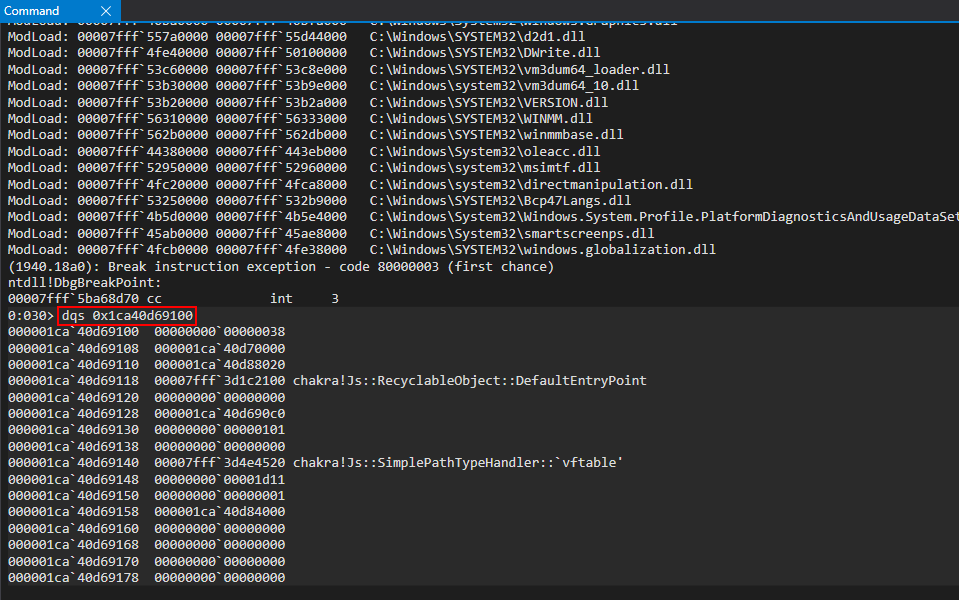 Command
ModLoad: 00007fff`557a0000 00007fff`55d44000   C:\Windows\SYSTEM32\d2d1.dll
ModLoad: 00007fff`4fe40000 00007fff`50100000   C:\Windows\SYSTEM32\DWrite.dll
ModLoad: 00007fff`53c60000 00007fff`53c8e000   C:\Windows\SYSTEM32\vm3dum64_loader.dll
ModLoad: 00007fff`53b30000 00007fff`53b9e000   C:\Windows\system32\vm3dum64_10.dll
ModLoad: 00007fff`53b20000 00007fff`53b2a000   C:\Windows\SYSTEM32\VERSION.dll
ModLoad: 00007fff`56310000 00007fff`56333000   C:\Windows\SYSTEM32\WINMM.dll
ModLoad: 00007fff`562b0000 00007fff`562db000   C:\Windows\SYSTEM32\winmmbase.dll
ModLoad: 00007fff`44380000 00007fff`443eb000   C:\Windows\System32\oleacc.dll
ModLoad: 00007fff`52950000 00007fff`52960000   C:\Windows\system32\msimtf.dll
ModLoad: 00007fff`4fc20000 00007fff`4fca8000   C:\Windows\SYSTEM32\directmanipulation.dll
ModLoad: 00007fff`53250000 00007fff`532b9000   C:\Windows\System32\Bcp47Langs.dll
ModLoad: 00007fff`4b5d0000 00007fff`4b5e4000   C:\Windows\System32\Windows.System.Profile.PlatformDiagnosticsAndUsageDataSet
ModLoad: 00007fff`45ab0000 00007fff`45ae8000   C:\Windows\System32\smartscreenps.dll
ModLoad: 00007fff`4fcb0000 00007fff`4fe38000   C:\Windows\SYSTEM32\windows.globalization.dll
(1940.18a0): Break instruction exception - code 80000003 (first chance)
ntdll!DbgBreakPoint:
00007fff`5ba68d70 cc              int     3
0:030> dqs 0x1ca40d69100
000001ca`40d69100  00000000`00000038
000001ca`40d69108  000001ca`40d70000
000001ca`40d69110  000001ca`40d88020
000001ca`40d69118  00007fff`3d1c2100 chakra!Js::RecyclableObject::DefaultEntryPoint
000001ca`40d69120  00000000`00000000
000001ca`40d69128  000001ca`40d690c0
000001ca`40d69130  00000000`00000101
000001ca`40d69138  00000000`00000000
000001ca`40d69140  00007fff`3d4e4520 chakra!Js::SimplePathTypeHandler::`vftable'
000001ca`40d69148  00000000`00001d11
000001ca`40d69150  00000000`00000001
000001ca`40d69158  000001ca`40d84000
000001ca`40d69160  00000000`00000000
000001ca`40d69168  00000000`00000000
000001ca`40d69170  00000000`00000000
000001ca`40d69178  00000000`00000000